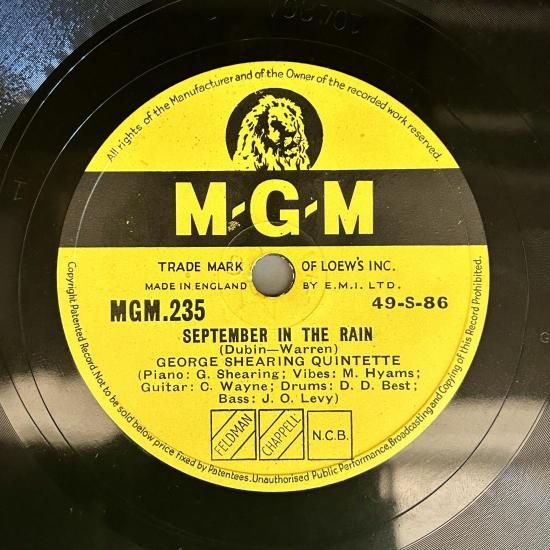 All rights of the Manufacturer and of the Owner of the recorded work reserved.
M-G-M
TRADE MARK OF LOEW'S INC.
MADE IN ENGLAND BY E.M.I. LTD.
MGM.235 49-S-86
SEPTEMBER IN THE RAIN
(Dubin—Warren)
GEORGE SHEARING QUINTETTE
(Piano: G. Shearing; Vibes: M. Hyams;
Guitar: C. Wayne; Drums: D. D. Best;
Bass: J. O. Levy)
FELDMAN CHAPPELL N.C.B.
Copyright Patented Record. Not to be sold below price fixed by Patentees. Unauthorised Public Performance, Broadcasting and Copying of this Record Prohibited.